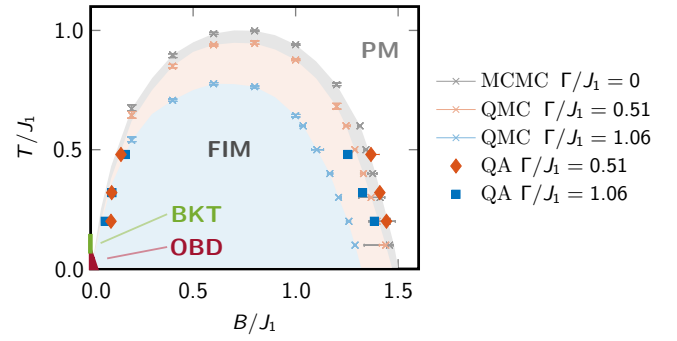 1.0
PM
MCMC Γ/J₁ = 0
QMC Γ/J₁ = 0.51
T/J₁
0.5
FIM
QMC Γ/J₁ = 1.06
QA Γ/J₁ = 0.51
QA Γ/J₁ = 1.06
BKT
OBD
0.0
0.0 0.5 1.0 1.5
B/J₁